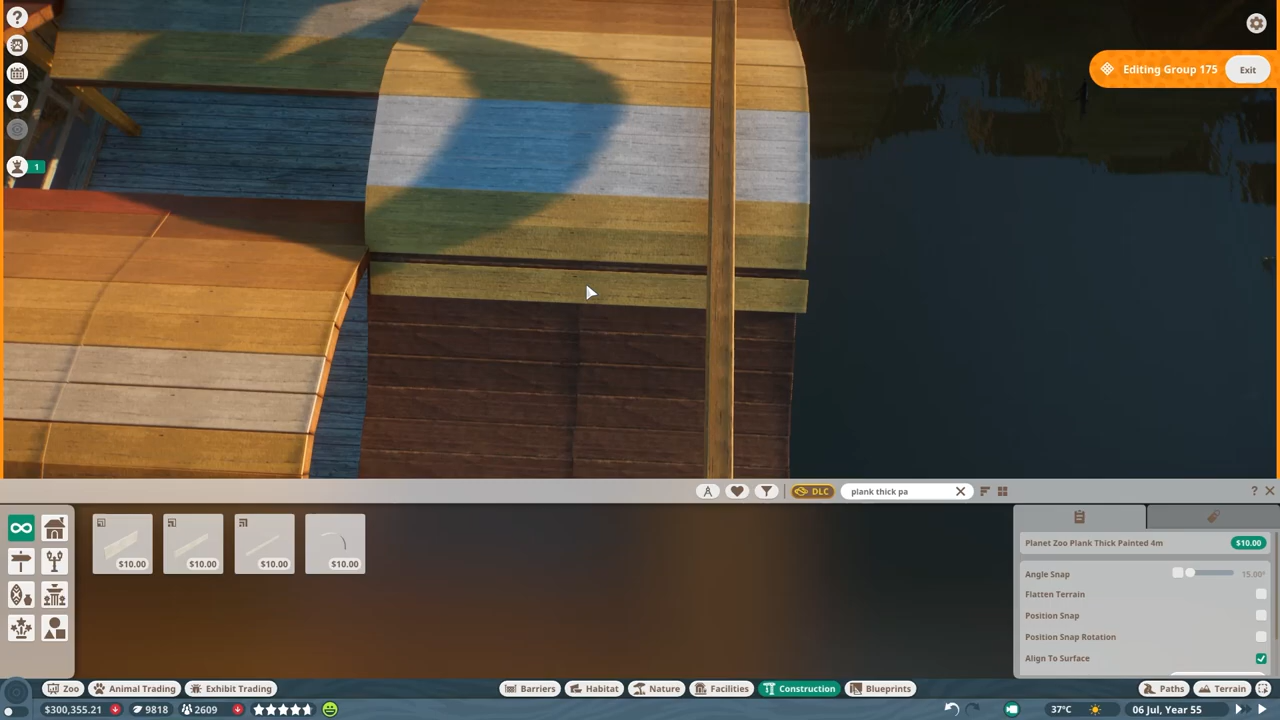 Editing Group 175
Exit
1
DLC
plank thick pa
?
$10.00
$10.00
$10.00
$10.00
Planet Zoo Plank Thick Painted 4m
$10.00
Angle Snap
15.00°
Flatten Terrain
Position Snap
Position Snap Rotation
Align To Surface
Zoo
Animal Trading
Exhibit Trading
Barriers
Habitat
Nature
Facilities
Construction
Blueprints
Paths
Terrain
$300,355.21
9818
2609
37°C
06 Jul, Year 55